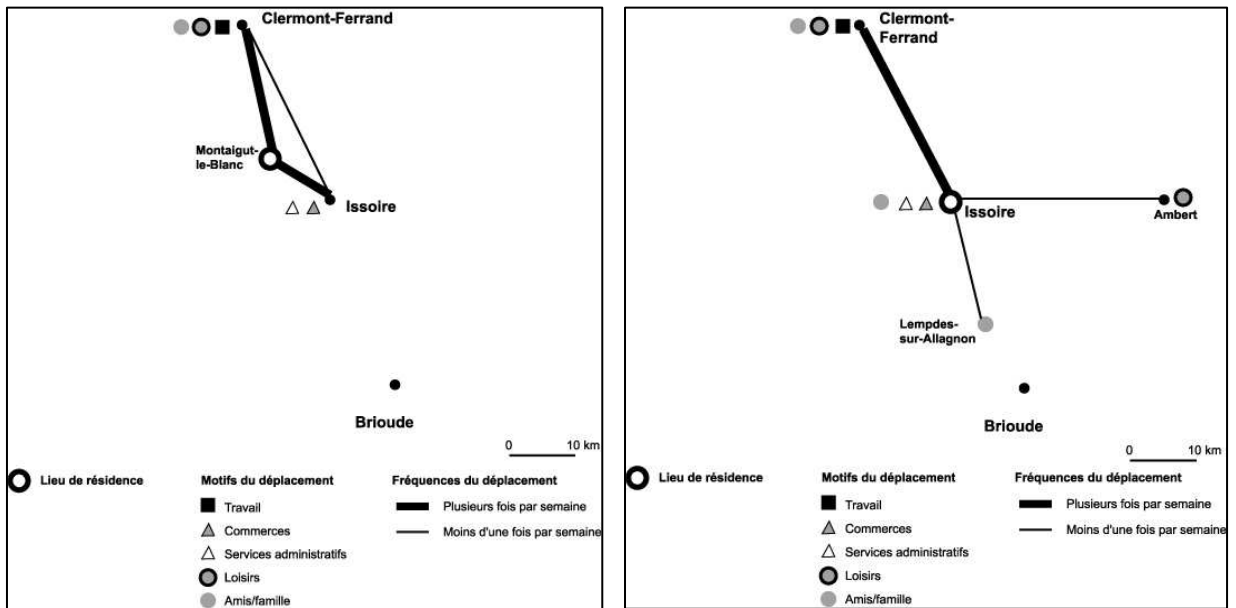 Clermont-Ferrand
Montaigut-
le-Blanc
Issoire
Brioude
0 10 km
Lieu de résidence
Motifs du déplacement
Travail
Commerces
Services administratifs
Loisirs
Amis/famille
Fréquences du déplacement
Plusieurs fois par semaine
Moins d'une fois par semaine
Clermont-
Ferrand
Issoire
Ambert
Lempdes-
sur-Allagnon
Brioude
0 10 km
Lieu de résidence
Motifs du déplacement
Travail
Commerces
Services administratifs
Loisirs
Amis/famille
Fréquences du déplacement
Plusieurs fois par semaine
Moins d'une fois par semaine